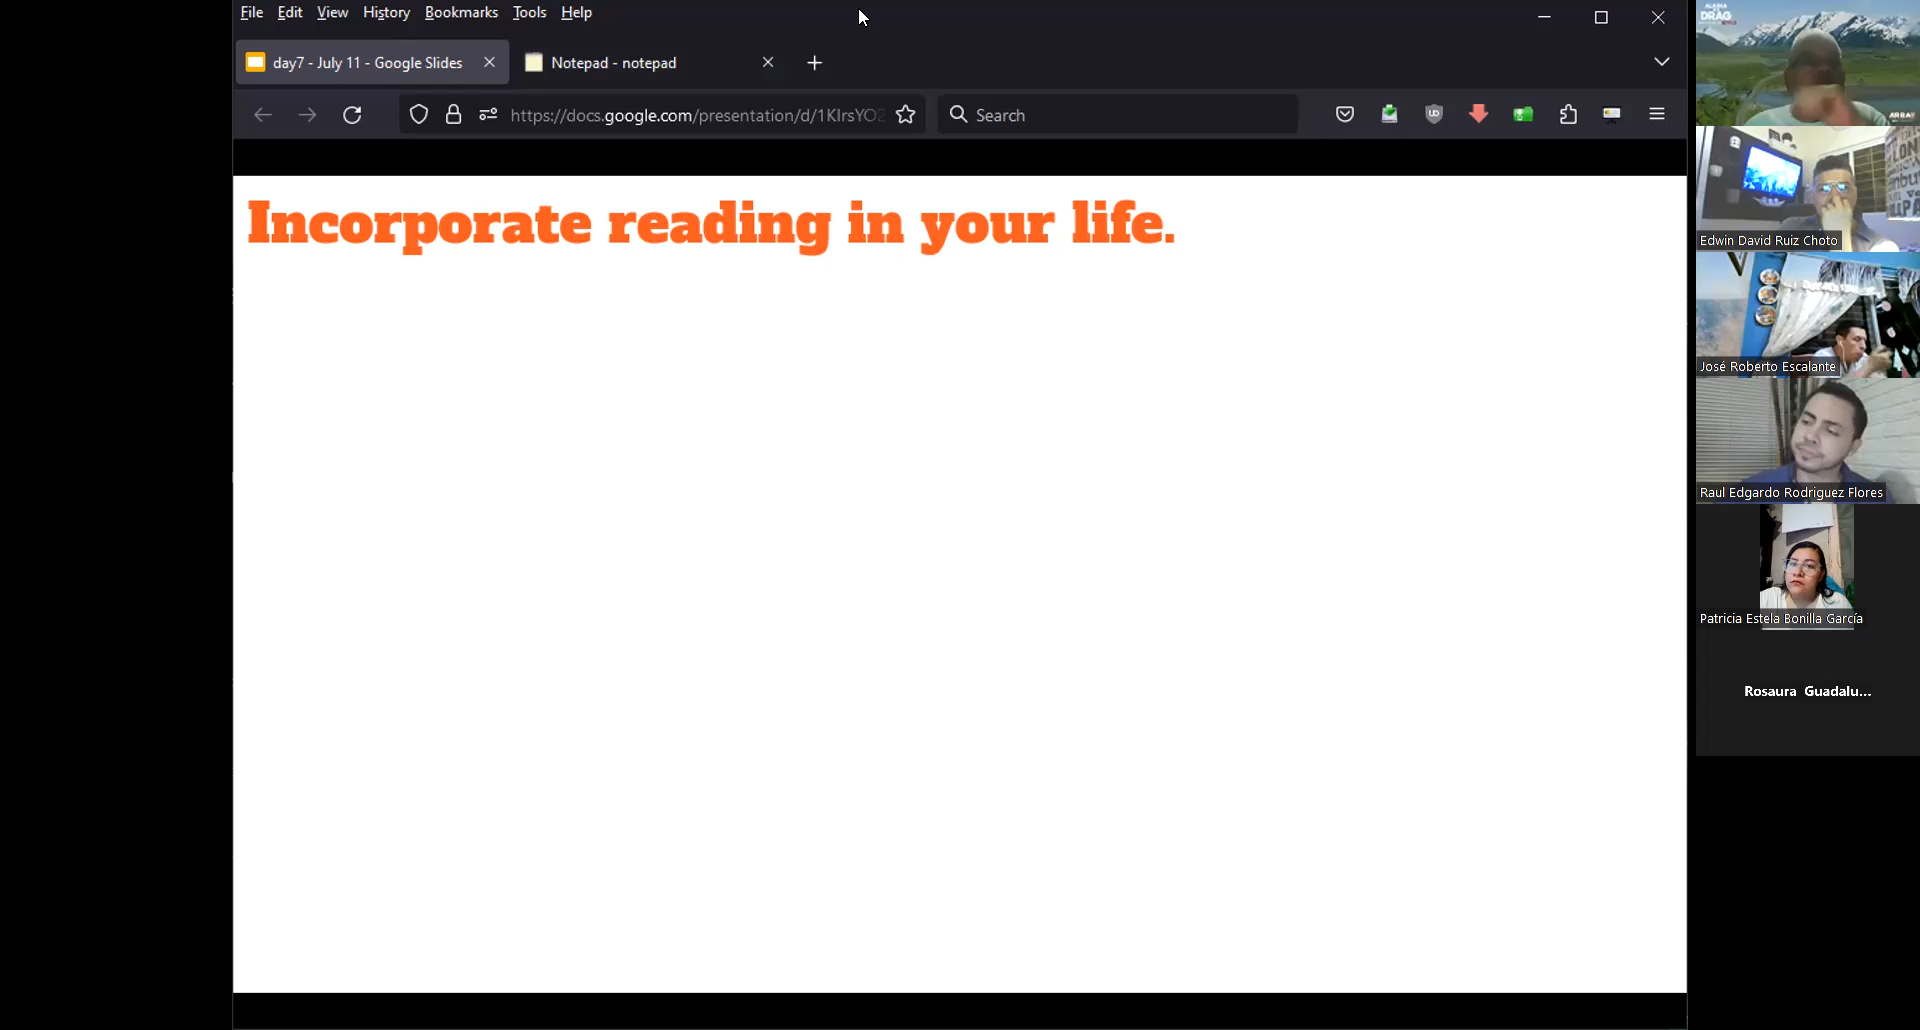 File Edit View History Bookmarks Tools Help
day7 - July 11 - Google Slides
Notepad - notepad
https://docs.google.com/presentation/d/1KIrsYO
Search
Incorporate reading in your life.
DRAG
Edwin David Ruiz Choto
José Roberto Escalante
Raul Edgardo Rodriguez Flores
Patricia Estela Bonilla García
Rosaura Guadalu...